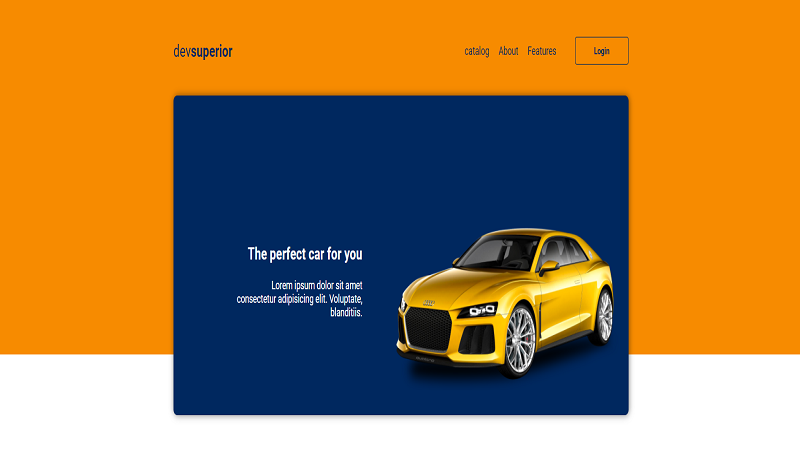 devsuperior
catalog About Features Login
The perfect car for you
Lorem ipsum dolor sit amet
consectetur adipisicing elit. Voluptate,
blanditiis.